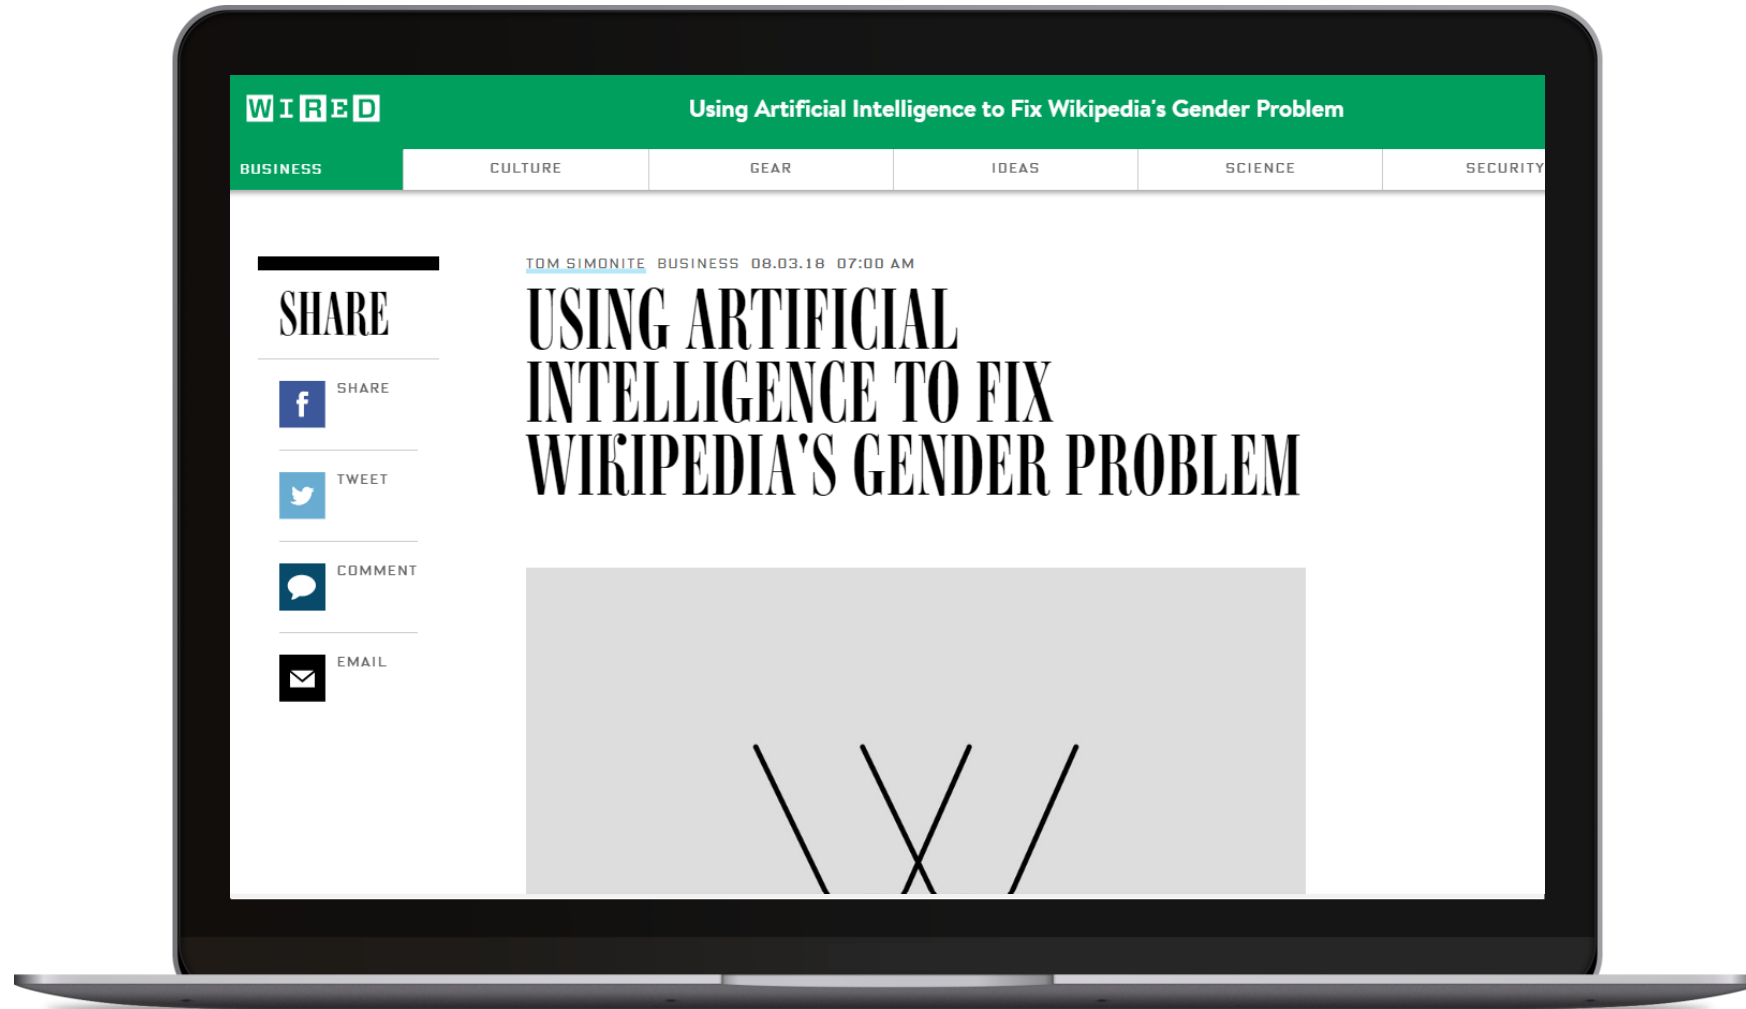 WIRED
Using Artificial Intelligence to Fix Wikipedia's Gender Problem
BUSINESS
CULTURE
GEAR
IDEAS
SCIENCE
SECURITY
SHARE
SHARE
TWEET
COMMENT
EMAIL
TOM SIMONITE BUSINESS 08.03.18 07:00 AM
USING ARTIFICIAL
INTELLIGENCE TO FIX
WIKIPEDIA'S GENDER PROBLEM